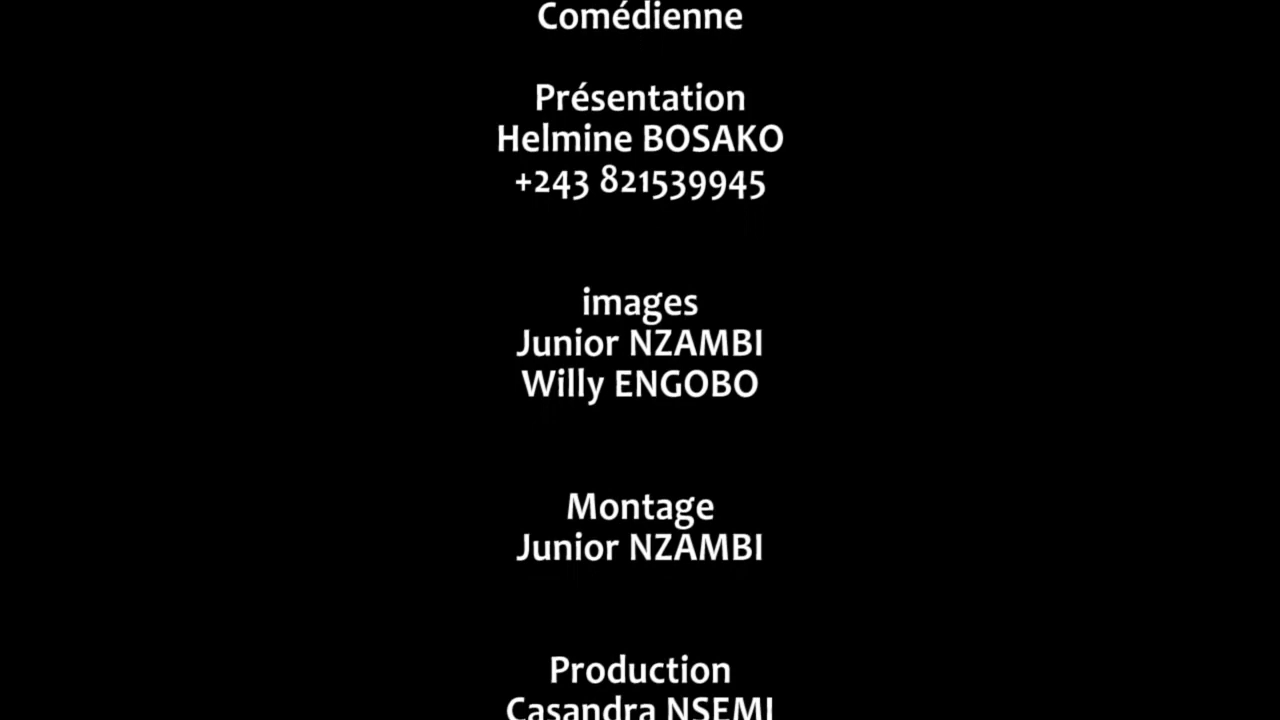 Comédienne
Présentation
Helmine BOSAKO
+243 821539945
images
Junior NZAMBI
Willy ENGOBO
Montage
Junior NZAMBI
Production
Casandra NSEMI